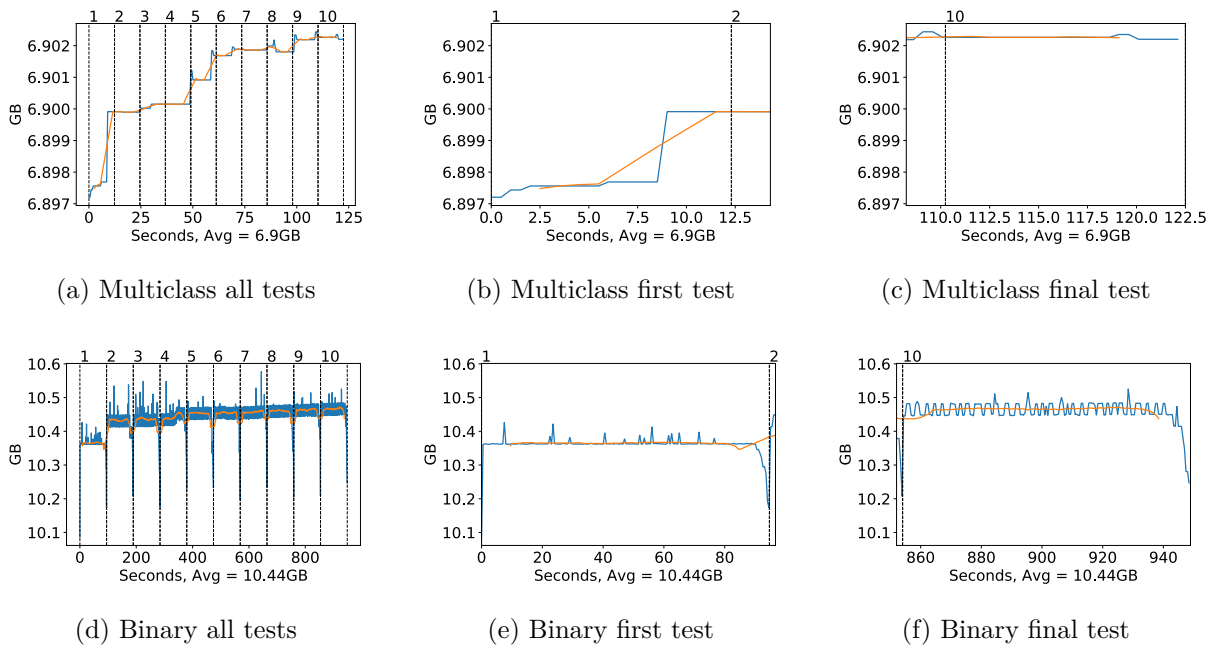 1 2 3 4 5 6 7 8 9 10
6.902
6.901
6.900
6.899
6.898
6.897
GB
0 25 50 75 100 125
Seconds, Avg = 6.9GB
(a) Multiclass all tests
1 2
6.902
6.901
6.900
6.899
6.898
6.897
GB
0.0 2.5 5.0 7.5 10.0 12.5
Seconds, Avg = 6.9GB
(b) Multiclass first test
10
6.902
6.901
6.900
6.899
6.898
6.897
GB
110.0 112.5 115.0 117.5 120.0 122.5
Seconds, Avg = 6.9GB
(c) Multiclass final test
1 2 3 4 5 6 7 8 9 10
10.6
10.5
10.4
10.3
10.2
10.1
GB
0 200 400 600 800
Seconds, Avg = 10.44GB
(d) Binary all tests
1 2
10.6
10.5
10.4
10.3
10.2
10.1
GB
0 20 40 60 80
Seconds, Avg = 10.44GB
(e) Binary first test
10
10.6
10.5
10.4
10.3
10.2
10.1
GB
860 880 900 920 940
Seconds, Avg = 10.44GB
(f) Binary final test